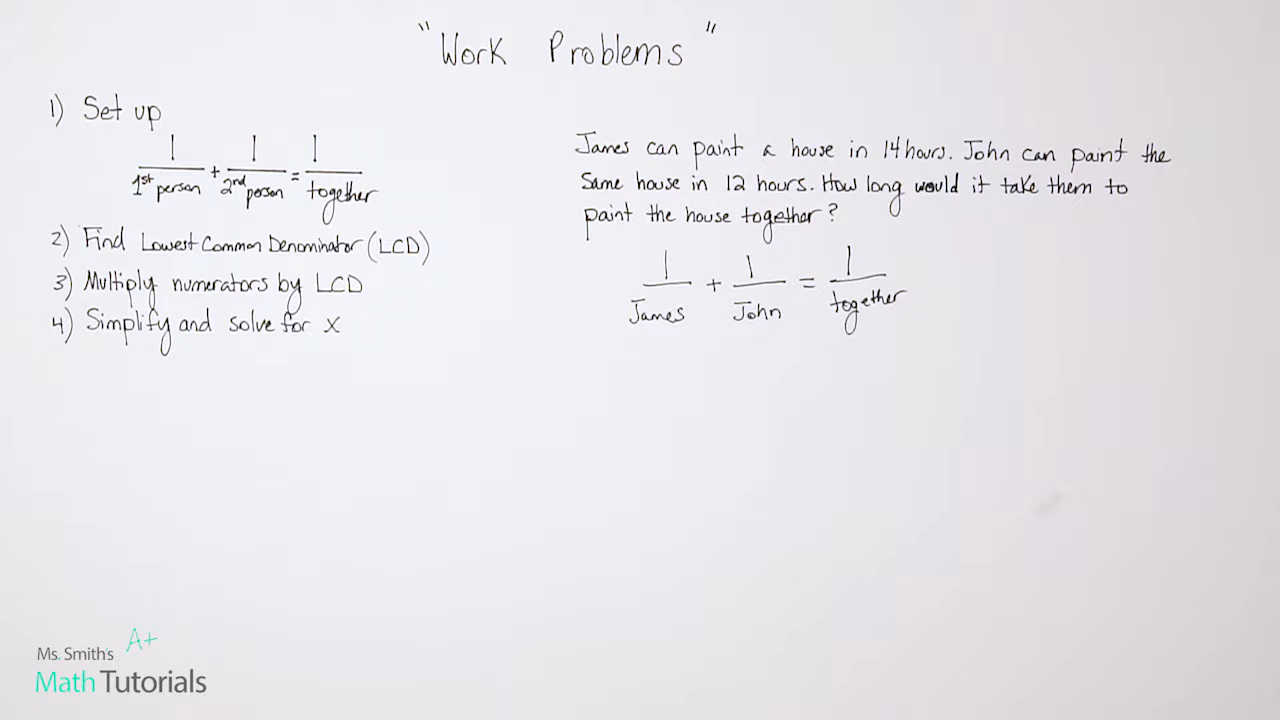 "Work Problems"
1) Set up
1 + 1 = 1
1st person 2nd person together
2) Find Lowest Common Denominator (LCD)
3) Multiply numerators by LCD
4) Simplify and solve for x
James can paint a house in 14 hours. John can paint the
same house in 12 hours. How long would it take them to
paint the house together?
1 + 1 = 1
James John together
A+
Ms. Smith's
Math Tutorials